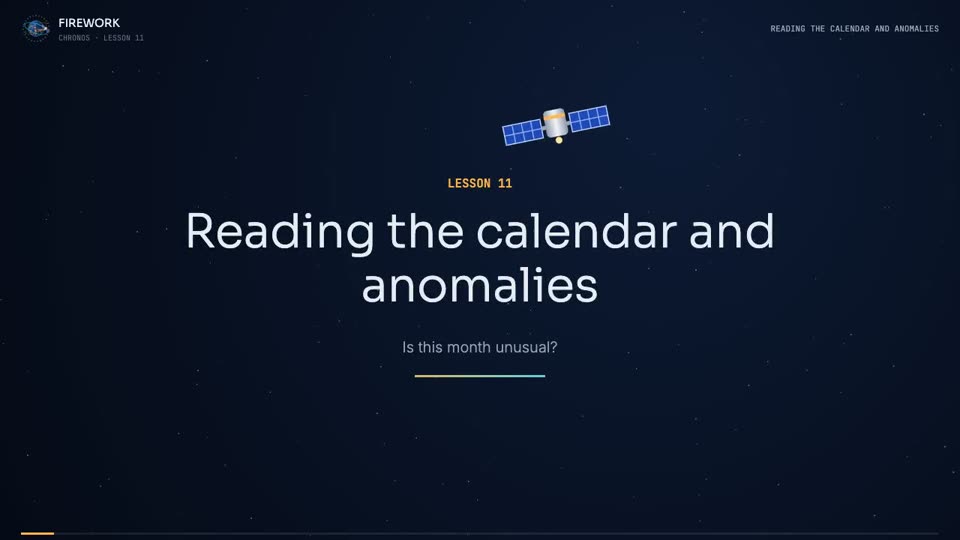 FIREWORK
CHRONOS · LESSON 11
READING THE CALENDAR AND ANOMALIES
LESSON 11
Reading the calendar and
anomalies
Is this month unusual?